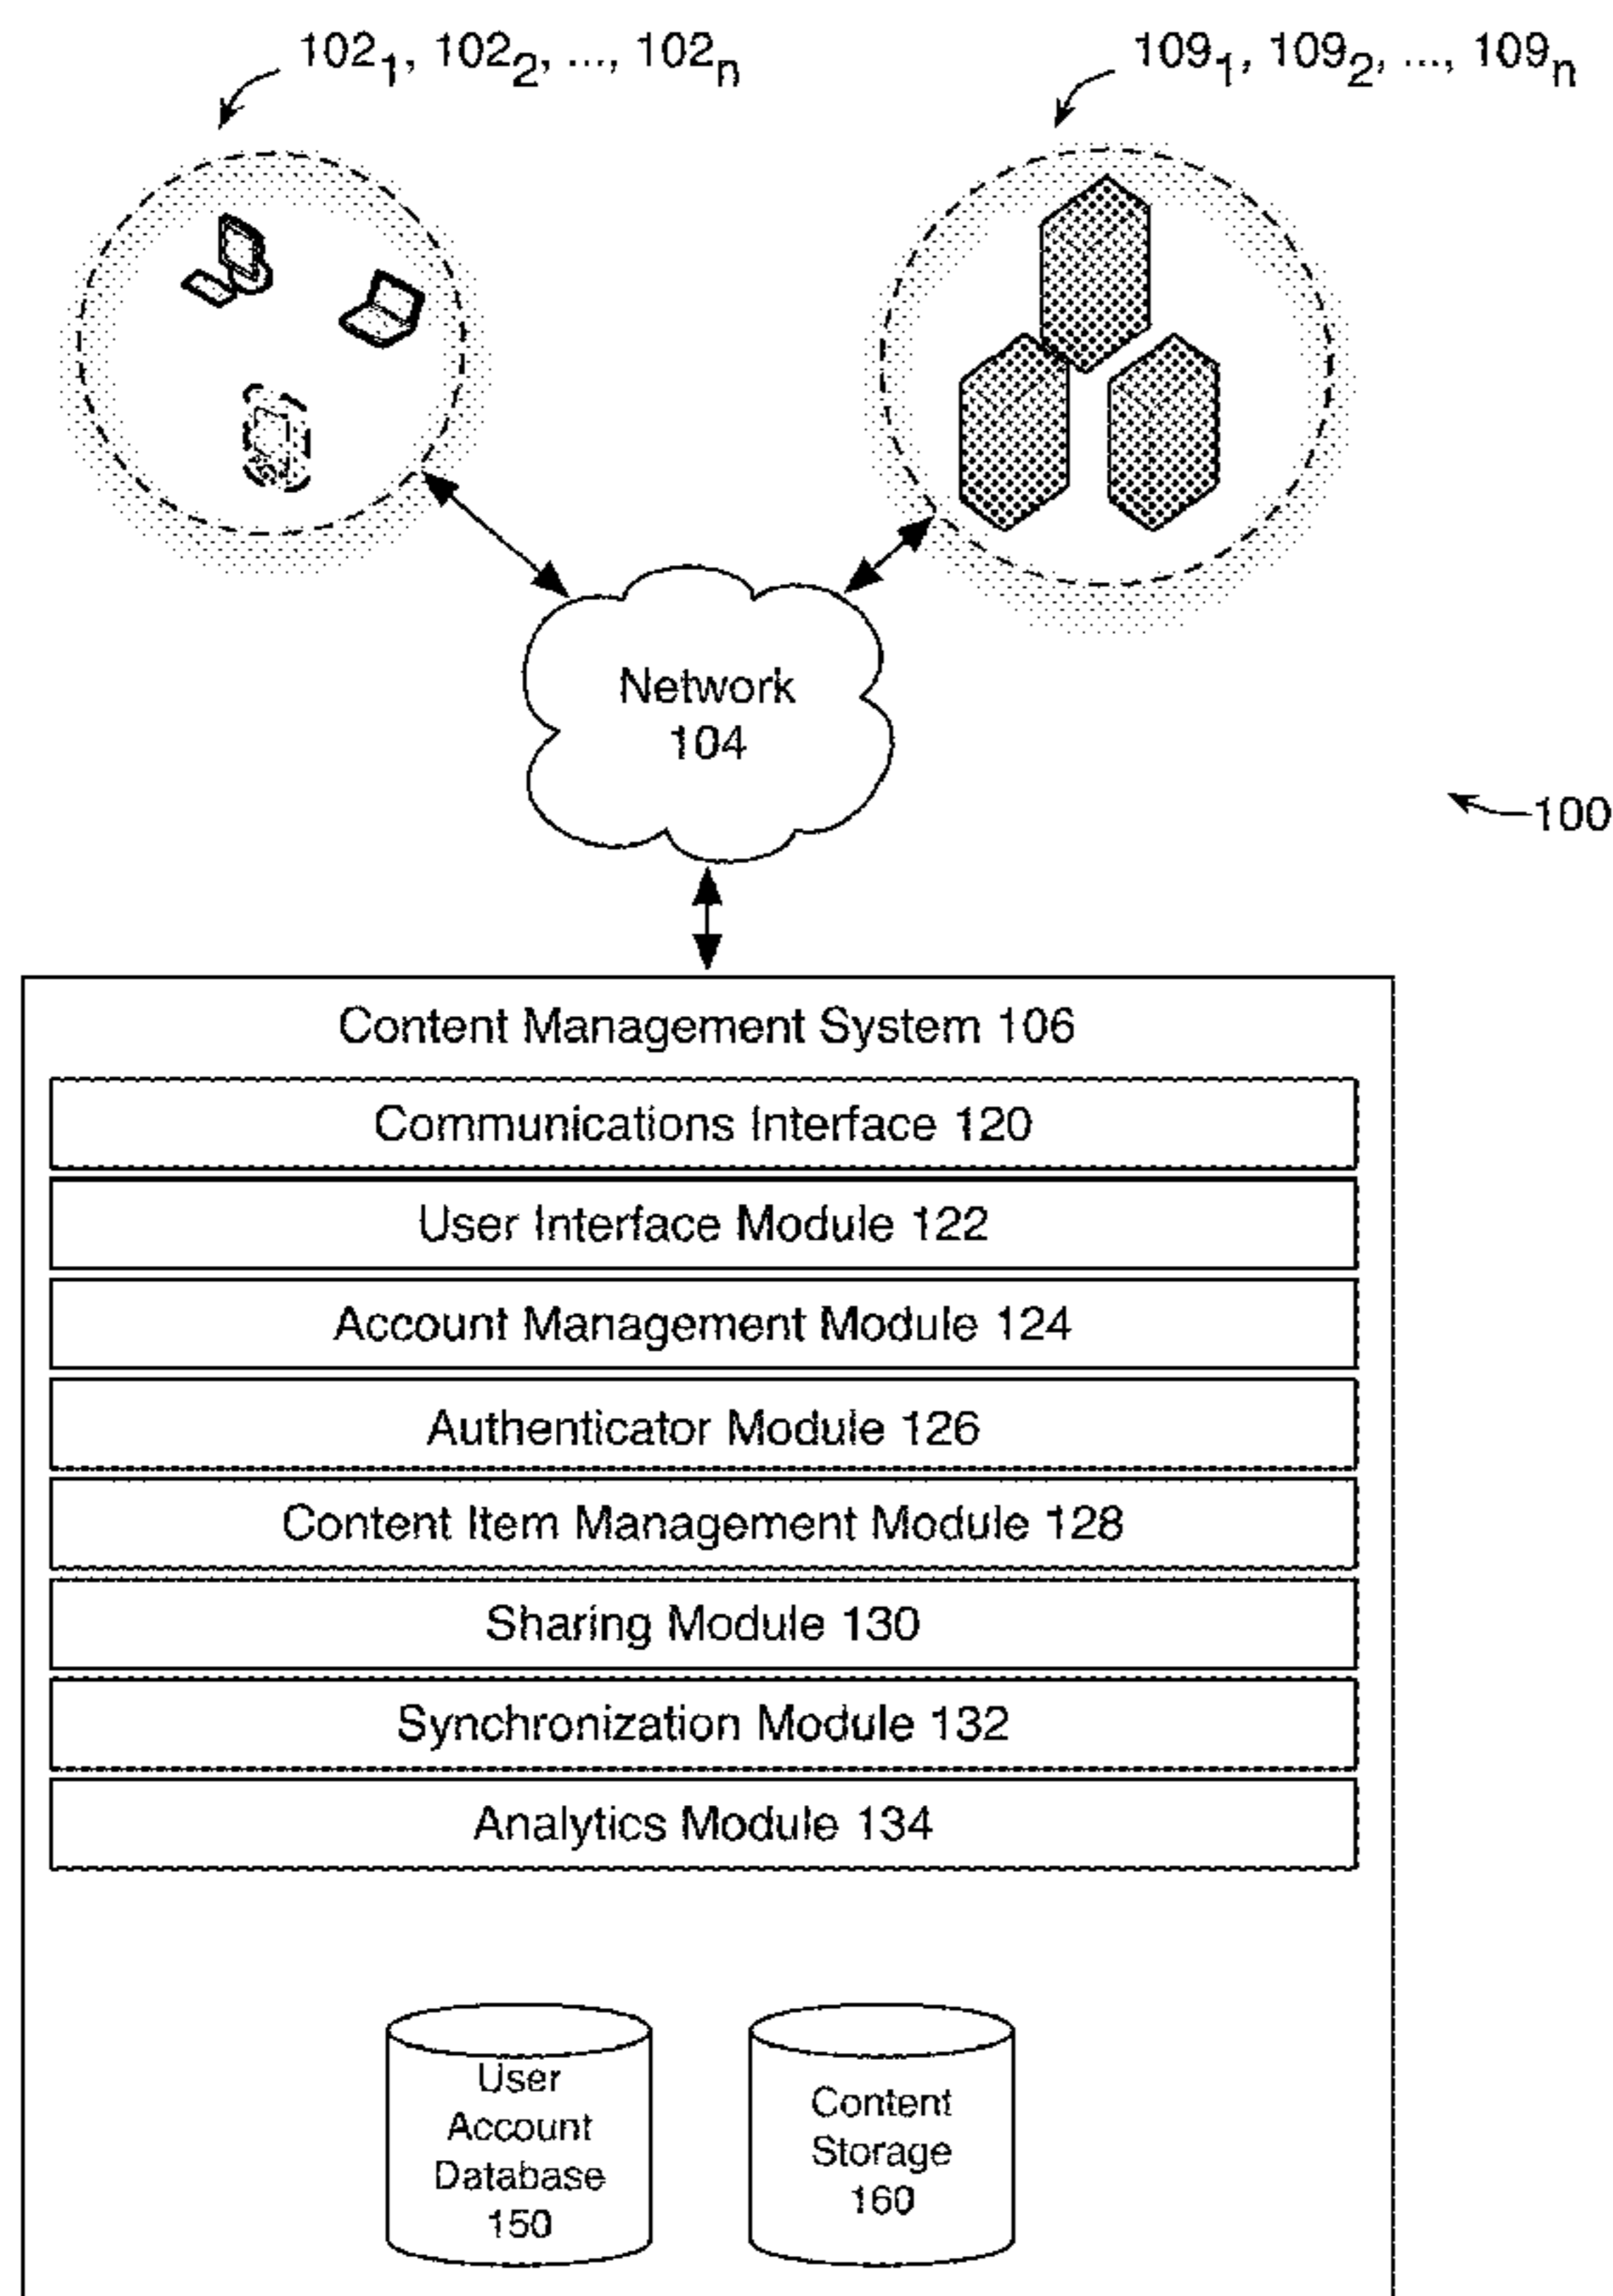 102₁, 102₂, ..., 102ₙ
109₁, 109₂, ..., 109ₙ
Network
104
100
Content Management System 106
Communications Interface 120
User Interface Module 122
Account Management Module 124
Authenticator Module 126
Content Item Management Module 128
Sharing Module 130
Synchronization Module 132
Analytics Module 134
User
Account
Database
150
Content
Storage
160